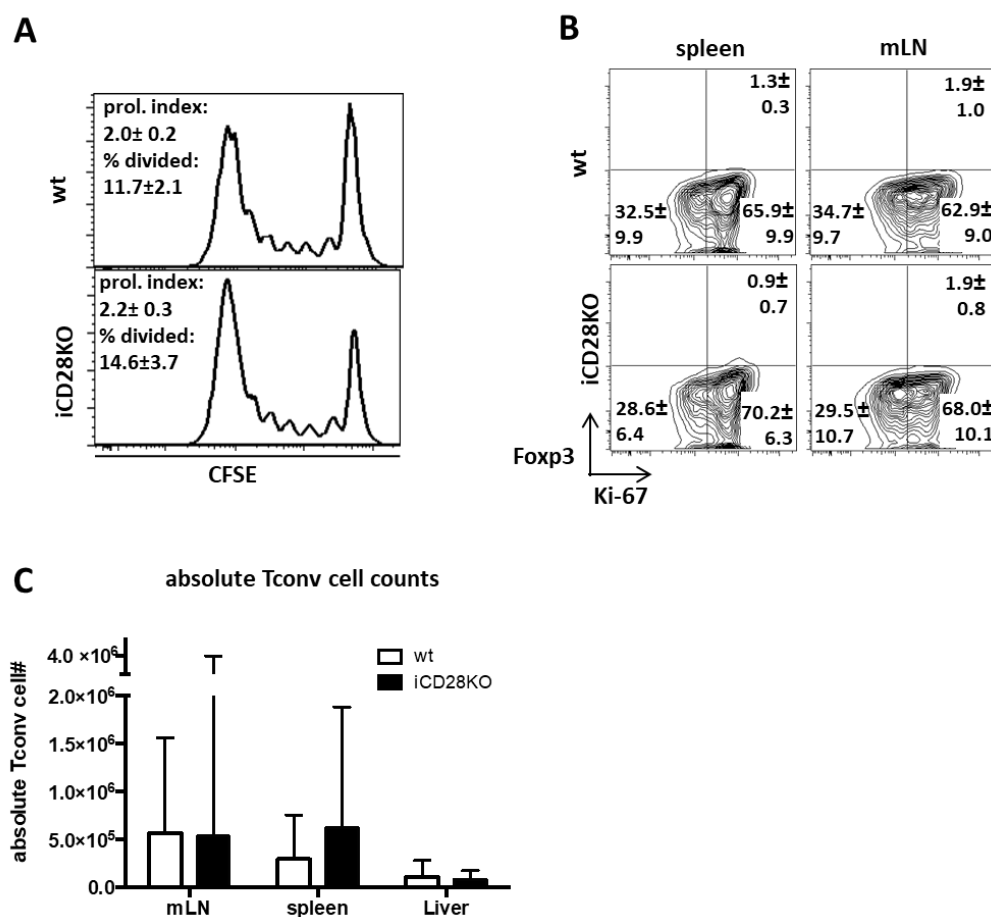 A
wt
prol. index:
2.0± 0.2
% divided:
11.7±2.1
iCD28KO
prol. index:
2.2± 0.3
% divided:
14.6±3.7
CFSE
B
spleen
mLN
wt
1.3±
0.3
32.5±
9.9
65.9±
9.9
1.9±
1.0
34.7±
9.7
62.9±
9.0
iCD28KO
0.9±
0.7
28.6±
6.4
70.2±
6.3
1.9±
0.8
29.5±
10.7
68.0±
10.1
Foxp3
Ki-67
C
absolute Tconv cell counts
absolute Tconv cell#
4.0 ×10⁶
2.0×10⁶
1.5×10⁶
1.0×10⁶
5.0×10⁵
0.0
wt
iCD28KO
mLN
spleen
Liver